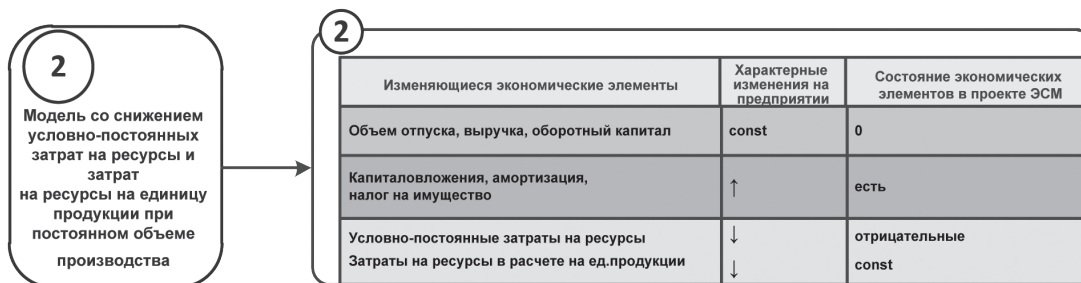 2
Модель со снижением
условно-постоянных
затрат на ресурсы и
затрат
на ресурсы на единицу
продукции при
постоянном объеме
производства
2
Изменяющиеся экономические элементы
Характерные
изменения на
предприятии
Состояние экономических
элементов в проекте ЭСМ
Объем отпуска, выручка, оборотный капитал
const
0
Капиталовложения, амортизация,
налог на имущество
↑
есть
Условно-постоянные затраты на ресурсы
↓
отрицательные
Затраты на ресурсы в расчете на ед.продукции
↓
const